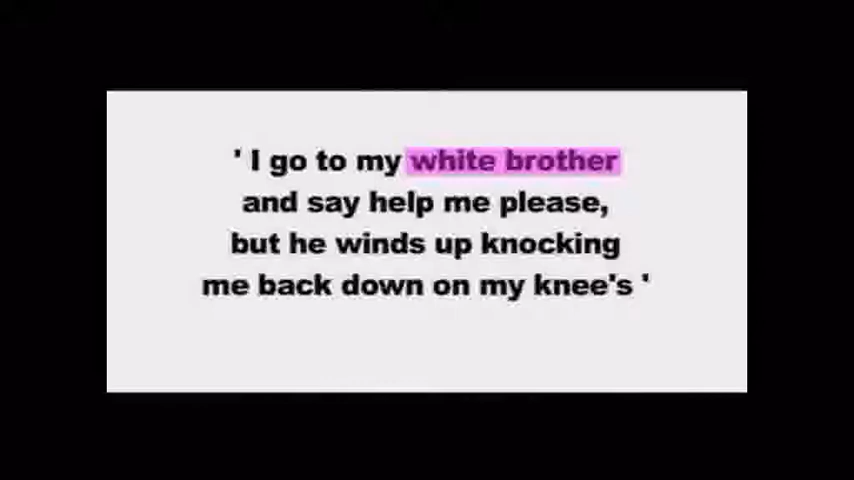 ' I go to my white brother
and say help me please,
but he winds up knocking
me back down on my knee's '